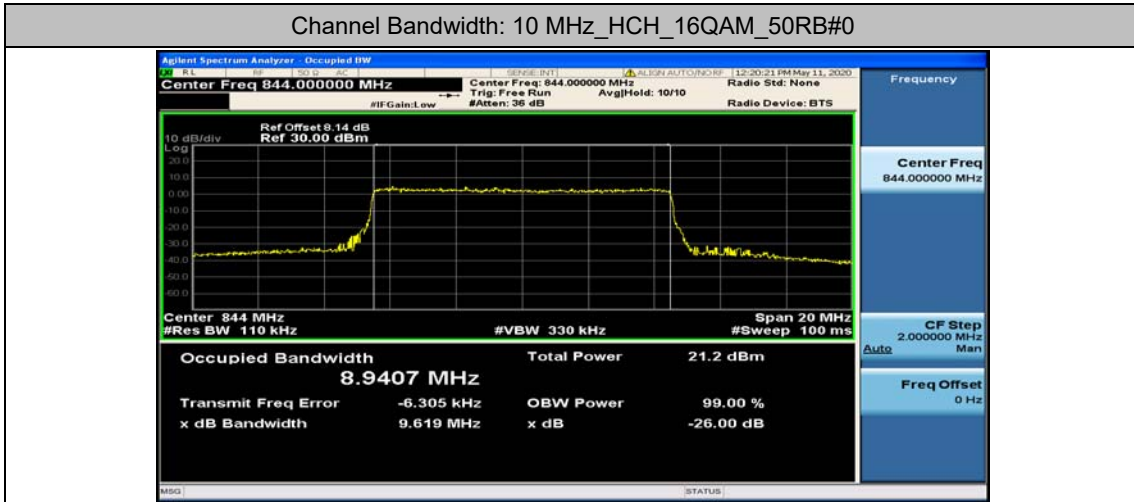 Channel Bandwidth: 10 MHz_HCH_16QAM_50RB#0
Agilent Spectrum Analyzer - Occupied BW
RL RF 50 Ω AC SENSE:INT ALIGN AUTO/NO RF 12:20:21 PM May 11, 2020
Center Freq 844.000000 MHz Center Freq: 844.000000 MHz Radio Std: None
Trig: Free Run Avg|Hold: 10/10
#IFGain:Low #Atten: 36 dB Radio Device: BTS
Ref Offset 8.14 dB
10 dB/div Ref 30.00 dBm
Log
20.0
10.0
0.00
-10.0
-20.0
-30.0
-40.0
-50.0
-60.0
Center 844 MHz Span 20 MHz
#Res BW 110 kHz #VBW 330 kHz #Sweep 100 ms
Occupied Bandwidth Total Power 21.2 dBm
8.9407 MHz
Transmit Freq Error -6.305 kHz OBW Power 99.00 %
x dB Bandwidth 9.619 MHz x dB -26.00 dB
MSG STATUS
Frequency
Center Freq
844.000000 MHz
CF Step
2.000000 MHz
Auto Man
Freq Offset
0 Hz